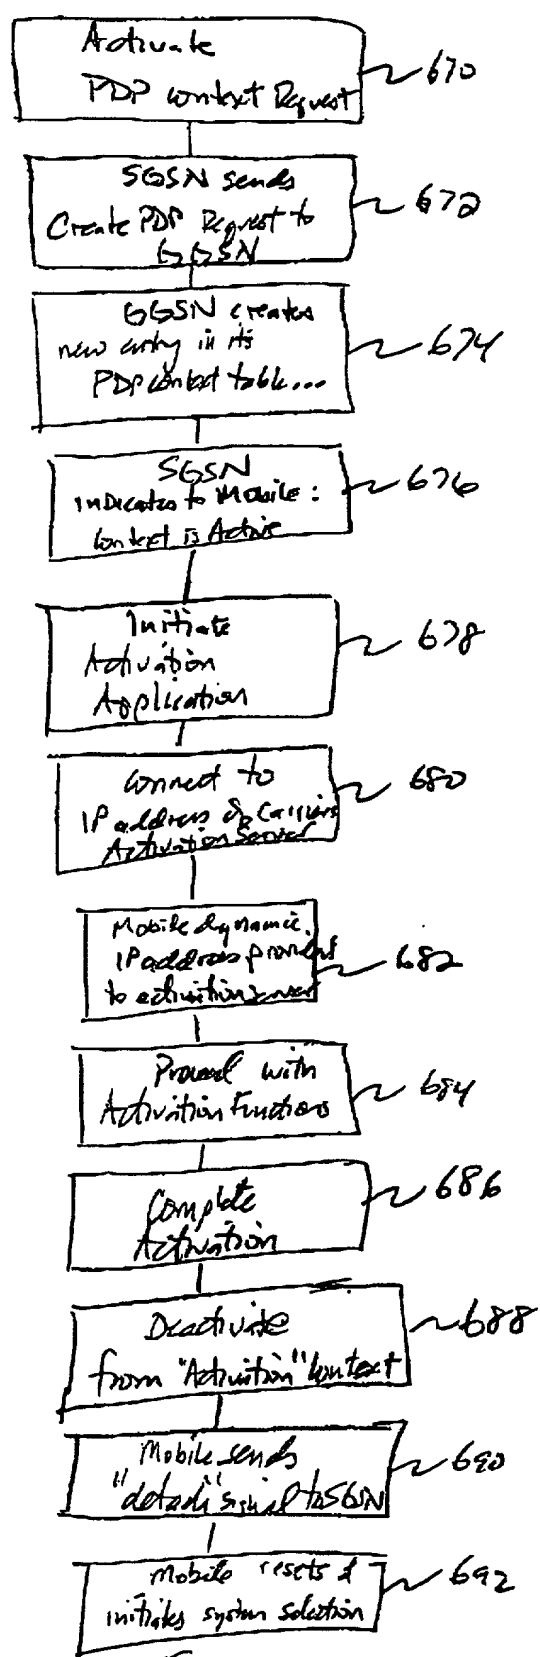 Activate
PDP context Request
670
SGSN sends
Create PDP Request to
GGSN
672
GGSN creates
new entry in its
PDP context table...
674
SGSN
Indicates to Mobile:
Context is Active
676
Initiate
Activation
Application
678
Connect to
IP address of Carriers
Activation Server
680
Mobile dynamic
IP address provided
to activation server
682
Proceed with
Activation Functions
684
Complete
Activation
686
Deactivate
from "Activation" Context
688
Mobile sends
"detach" signal to SGSN
690
Mobile resets &
initiates system selection
692